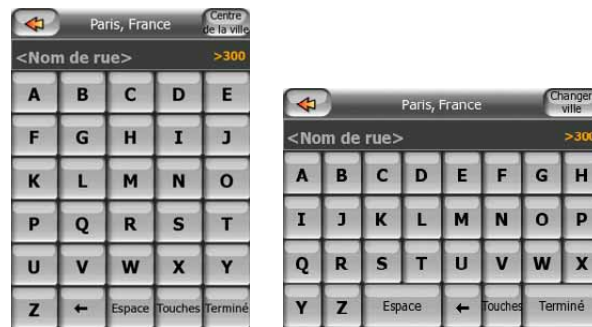 Paris, France
Centre de la ville
<Nom de rue> >300
A B C D E
F G H I J
K L M N O
P Q R S T
U V W X Y
Z ← Espace Touches Terminé
Paris, France
Changer ville
<Nom de rue> >300
A B C D E F G H
I J K L M N O P
Q R S T U V W X
Y Z Espace ← Touches Terminé